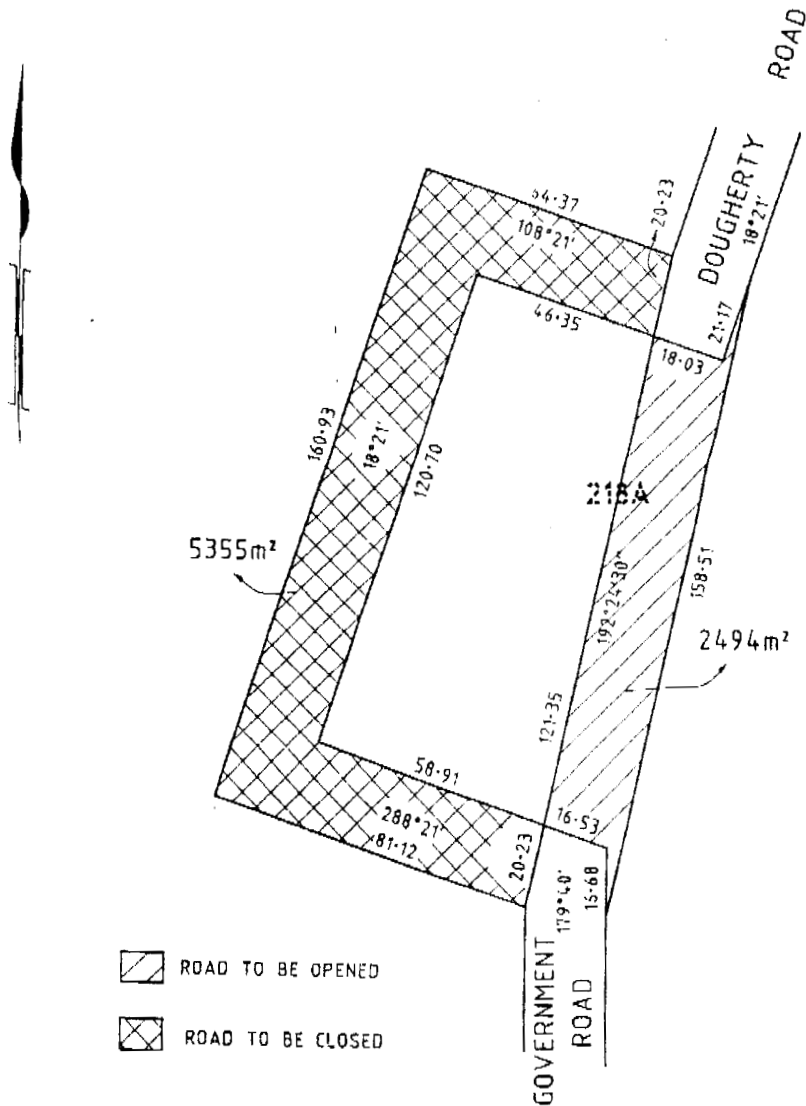 ROAD
DOUGHERTY
18°21'
64·37
20·23
108°21'
46·35
21·17
18·03
160·93
18°21'
120·70
218A
5355m²
192°24'30"
158·51
2494m²
121·35
58·91
16·53
288°21'
81·12
20·23
179°40'
15·68
GOVERNMENT
ROAD
ROAD TO BE OPENED
ROAD TO BE CLOSED